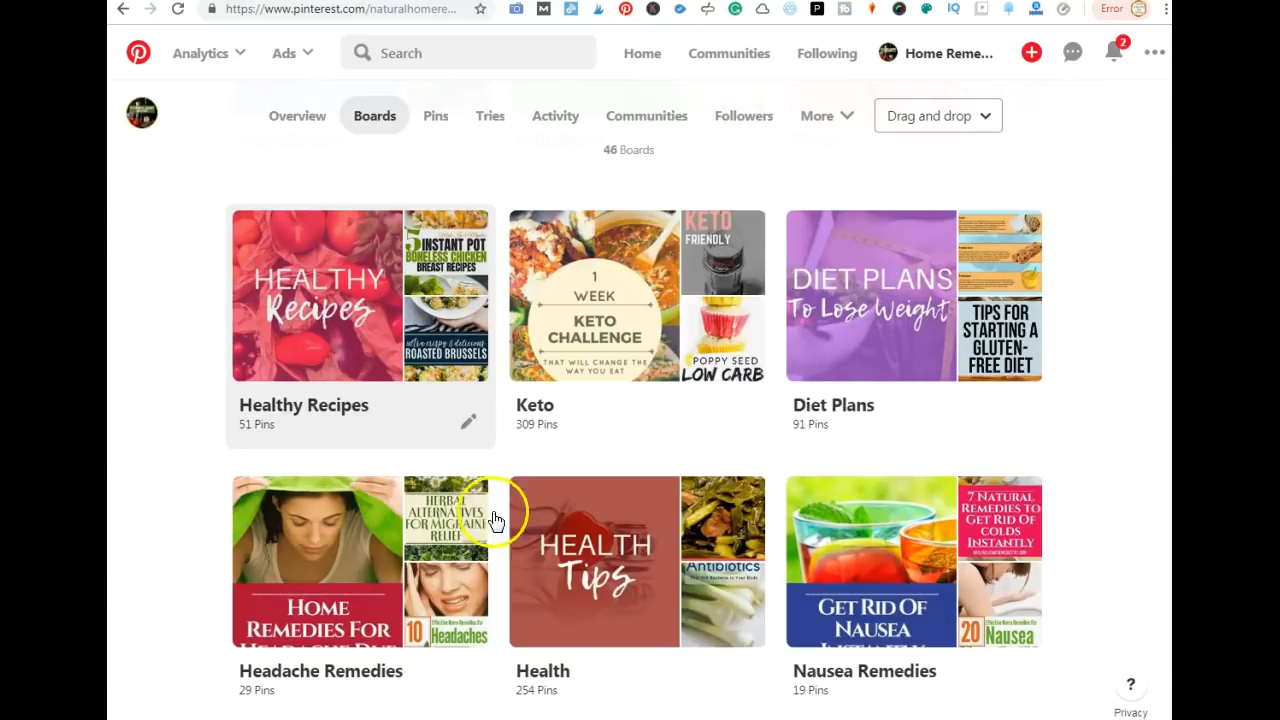 https://www.pinterest.com/naturalhomere...
Error
Analytics
Ads
Search
Home
Communities
Following
Home Reme...
2
Overview
Boards
Pins
Tries
Activity
Communities
Followers
More
Drag and drop
46 Boards
HEALTHY
Recipes
5 INSTANT POT
BONELESS CHICKEN
BREAST RECIPES
ultra crispy & delicious
ROASTED BRUSSELS
Healthy Recipes
51 Pins
1
WEEK
KETO
CHALLENGE
THAT WILL CHANGE THE
WAY YOU EAT
KETO
FRIENDLY
POPPY SEED
LOW CARB
Keto
309 Pins
DIET PLANS
To Lose Weight
TIPS FOR
STARTING A
GLUTEN-
FREE DIET
Diet Plans
91 Pins
HOME
REMEDIES FOR
HERBAL
ALTERNATIVES
FOR MIGRAINE
RELIEF
10
Headaches
Headache Remedies
29 Pins
HEALTH
Tips
Antibiotics
Health
254 Pins
GET RID OF
NAUSEA
INSTANTLY
7 NATURAL
REMEDIES TO
GET RID OF
COLDS
INSTANTLY
20
Nausea
Nausea Remedies
19 Pins
?
Privacy